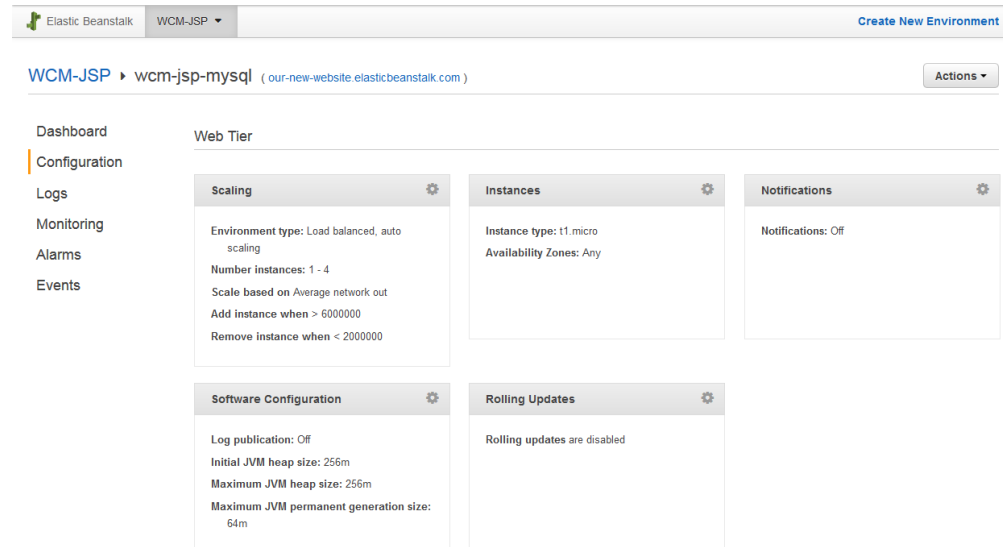 Elastic Beanstalk WCM-JSP Create New Environment
WCM-JSP wcm-jsp-mysql ( our-new-website.elasticbeanstalk.com ) Actions
Dashboard
Configuration
Logs
Monitoring
Alarms
Events
Web Tier
Scaling
Environment type: Load balanced, auto
scaling
Number instances: 1 - 4
Scale based on Average network out
Add instance when > 6000000
Remove instance when < 2000000
Instances
Instance type: t1.micro
Availability Zones: Any
Notifications
Notifications: Off
Software Configuration
Log publication: Off
Initial JVM heap size: 256m
Maximum JVM heap size: 256m
Maximum JVM permanent generation size:
64m
Rolling Updates
Rolling updates are disabled